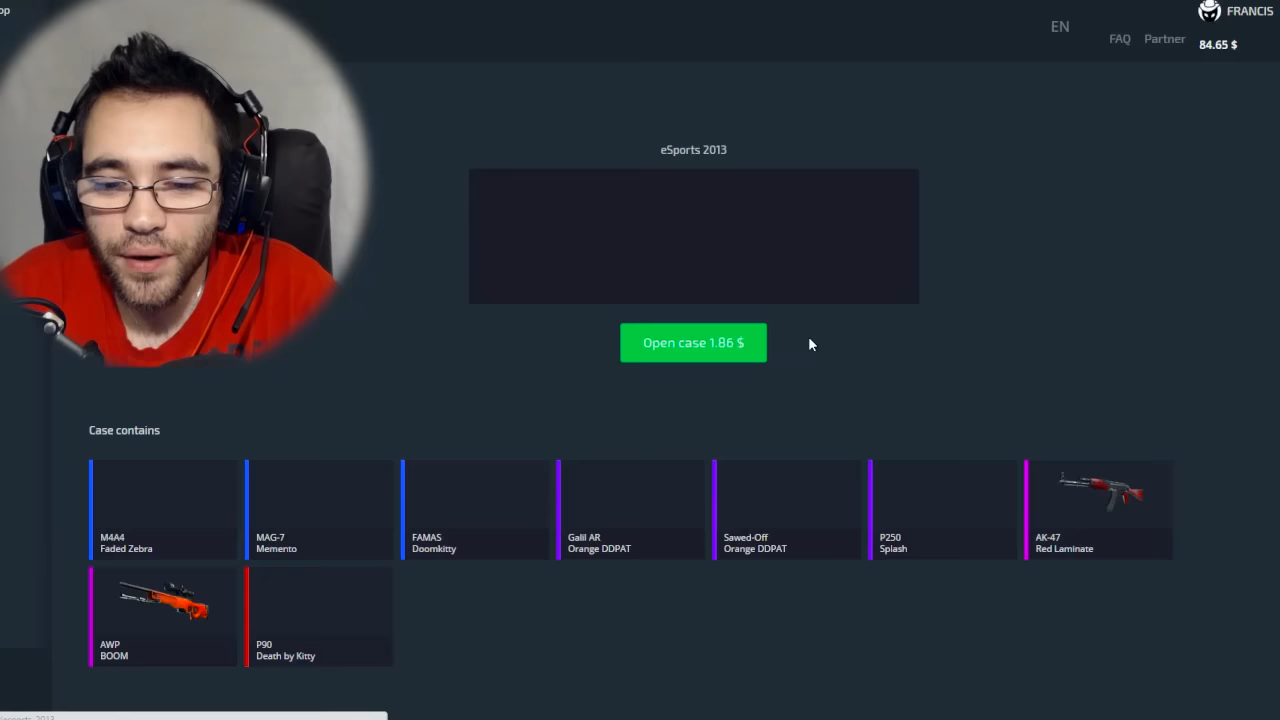 op
FRANCIS
EN
FAQ
Partner
84.65 $
eSports 2013
Open case 1.86 $
Case contains
M4A4
Faded Zebra
MAG-7
Memento
FAMAS
Doomkitty
Galil AR
Orange DDPAT
Sawed-Off
Orange DDPAT
P250
Splash
AK-47
Red Laminate
AWP
BOOM
P90
Death by Kitty